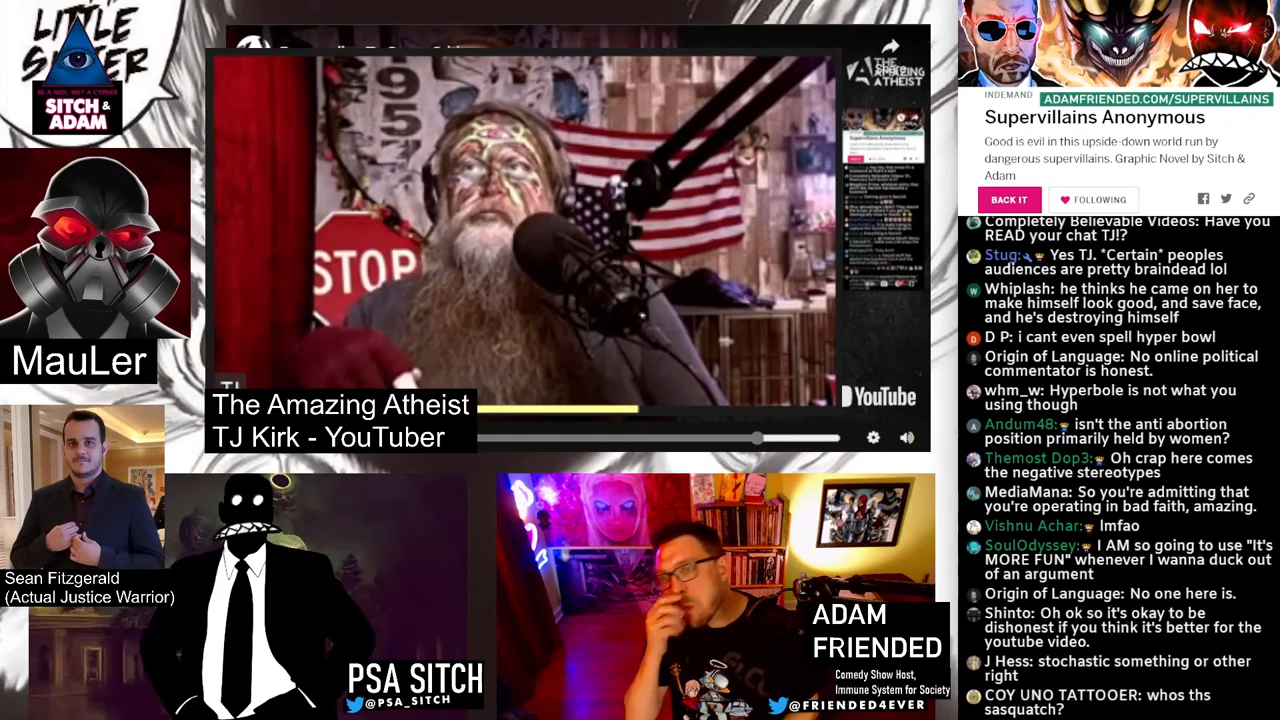 LITTLE
BE A NEO, NOT A CYPHER
SITCH &
ADAM
MauLer
Sean Fitzgerald
(Actual Justice Warrior)
195
STOP
THE
AMAZING
ATHEIST
YouTube
The Amazing Atheist
TJ Kirk - YouTuber
PSA SITCH
@PSA_SITCH
ADAM
FRIENDED
Comedy Show Host,
Immune System for Society
@FRIENDED4EVER
INDEMAND
ADAMFRIENDED.COM/SUPERVILLAINS
Supervillains Anonymous
Good is evil in this upside-down world run by
dangerous supervillains. Graphic Novel by Sitch &
Adam
BACK IT
FOLLOWING
Completely Believable Videos: Have you
READ your chat TJ!?
Stug: Yes TJ. *Certain* peoples
audiences are pretty braindead lol
Whiplash: he thinks he came on her to
make himself look good, and save face,
and he's destroying himself
D P: i cant even spell hyper bowl
Origin of Language: No online political
commentator is honest.
whm_w: Hyperbole is not what you
using though
Andum48: isn't the anti abortion
position primarily held by women?
Themost Dop3: Oh crap here comes
the negative stereotypes
MediaMana: So you're admitting that
you're operating in bad faith, amazing.
Vishnu Achar: lmfao
SoulOdyssey: I AM so going to use "It's
MORE FUN" whenever I wanna duck out
of an argument
Origin of Language: No one here is.
Shinto: Oh ok so it's okay to be
dishonest if you think it's better for the
youtube video.
J Hess: stochastic something or other
right
COY UNO TATTOOER: whos ths
sasquatch?